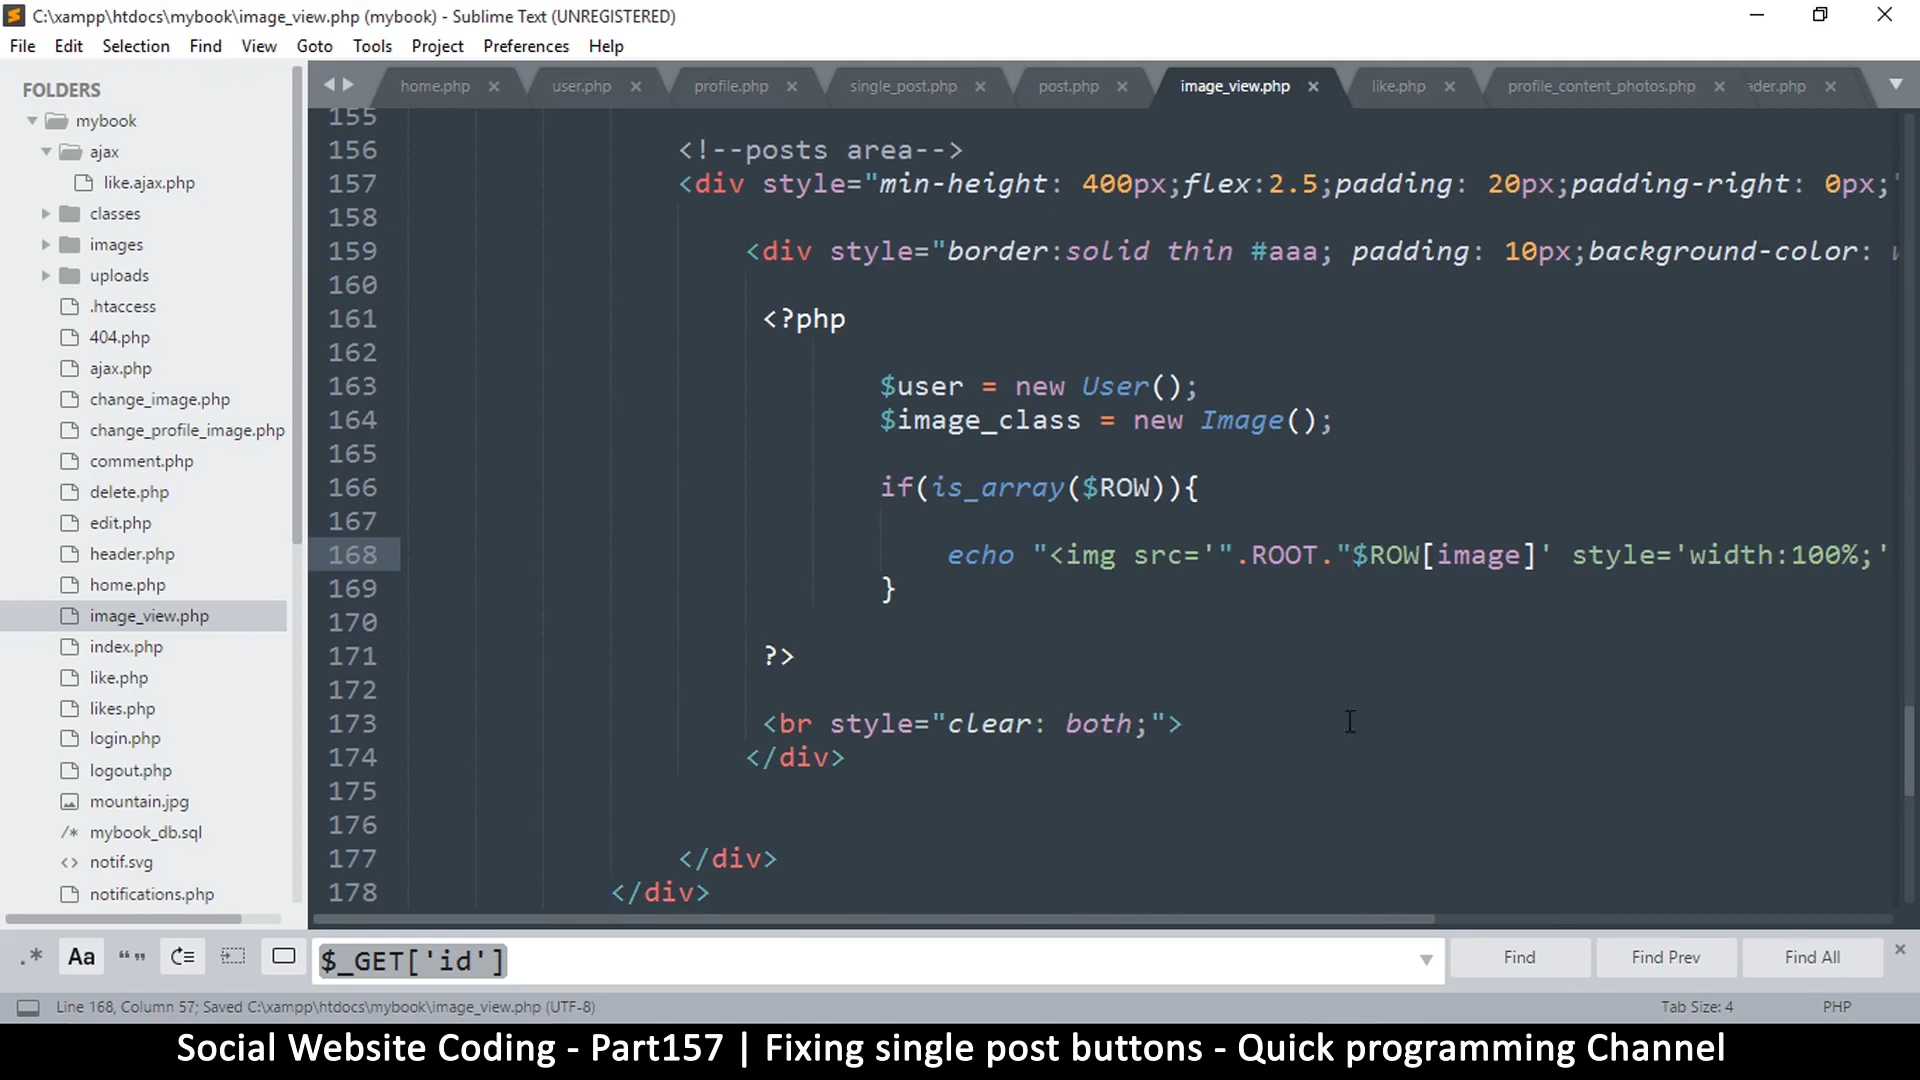 C:\xampp\htdocs\mybook\image_view.php (mybook) - Sublime Text (UNREGISTERED)
File Edit Selection Find View Goto Tools Project Preferences Help
FOLDERS
mybook
ajax
like.ajax.php
classes
images
uploads
.htaccess
404.php
ajax.php
change_image.php
change_profile_image.php
comment.php
delete.php
edit.php
header.php
home.php
image_view.php
index.php
like.php
likes.php
login.php
logout.php
mountain.jpg
/* mybook_db.sql
<> notif.svg
notifications.php
home.php × user.php × profile.php × single_post.php × post.php × image_view.php × like.php × profile_content_photos.php × ader.php ×
155
156 <!--posts area-->
157 <div style="min-height: 400px;flex:2.5;padding: 20px;padding-right: 0px;"
158
159 <div style="border:solid thin #aaa; padding: 10px;background-color:
160
161 <?php
162
163 $user = new User();
164 $image_class = new Image();
165
166 if(is_array($ROW)){
167
168 echo "<img src='".ROOT."$ROW[image]' style='width:100%;'
169 }
170
171 ?>
172
173 <br style="clear: both;">
174 </div>
175
176
177 </div>
178 </div>
.* Aa “ ” $_GET['id'] Find Find Prev Find All ×
Line 168, Column 57; Saved C:\xampp\htdocs\mybook\image_view.php (UTF-8) Tab Size: 4 PHP
Social Website Coding - Part157 | Fixing single post buttons - Quick programming Channel